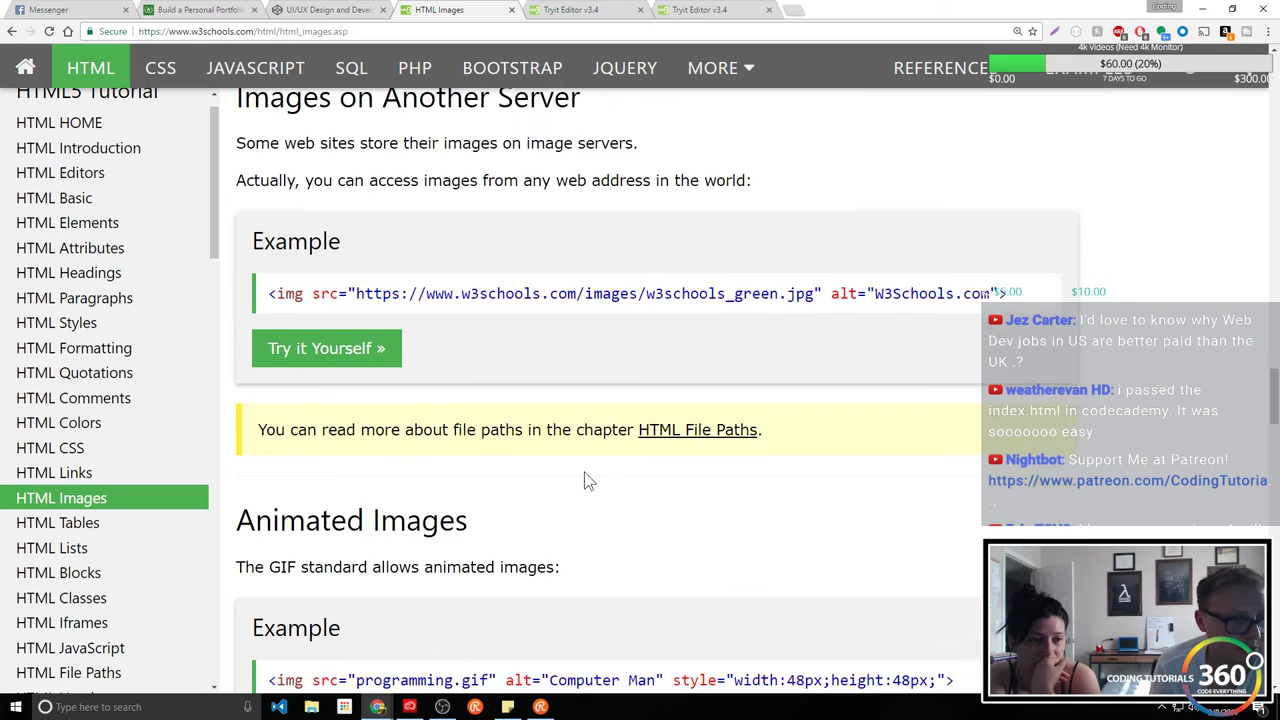 Messenger
Build a Personal Portfolio
UI/UX Design and Develo
HTML Images
Tryit Editor v3.4
Tryit Editor v3.4
Coding
Secure
https://www.w3schools.com/html/html_images.asp
4k Videos (Need 4k Monitor)
$60.00 (20%)
$0.00
7 DAYS TO GO
$300.00
HTML
CSS
JAVASCRIPT
SQL
PHP
BOOTSTRAP
JQUERY
MORE
REFERENCE
HTML5 Tutorial
HTML HOME
HTML Introduction
HTML Editors
HTML Basic
HTML Elements
HTML Attributes
HTML Headings
HTML Paragraphs
HTML Styles
HTML Formatting
HTML Quotations
HTML Comments
HTML Colors
HTML CSS
HTML Links
HTML Images
HTML Tables
HTML Lists
HTML Blocks
HTML Classes
HTML Iframes
HTML JavaScript
HTML File Paths
Images on Another Server
Some web sites store their images on image servers.
Actually, you can access images from any web address in the world:
Example
<img src="https://www.w3schools.com/images/w3schools_green.jpg" alt="W3Schools.com">
Try it Yourself »
You can read more about file paths in the chapter HTML File Paths.
Animated Images
The GIF standard allows animated images:
Example
<img src="programming.gif" alt="Computer Man" style="width:48px;height:48px;">
$5.00
$10.00
Jez Carter: I'd love to know why Web
Dev jobs in US are better paid than the
UK .?
weatherevan HD: i passed the
index.html in codecademy. It was
sooooooo easy
Nightbot: Support Me at Patreon!
https://www.patreon.com/CodingTutoria
CODING TUTORIALS 360
CODE EVERYTHING
Type here to search